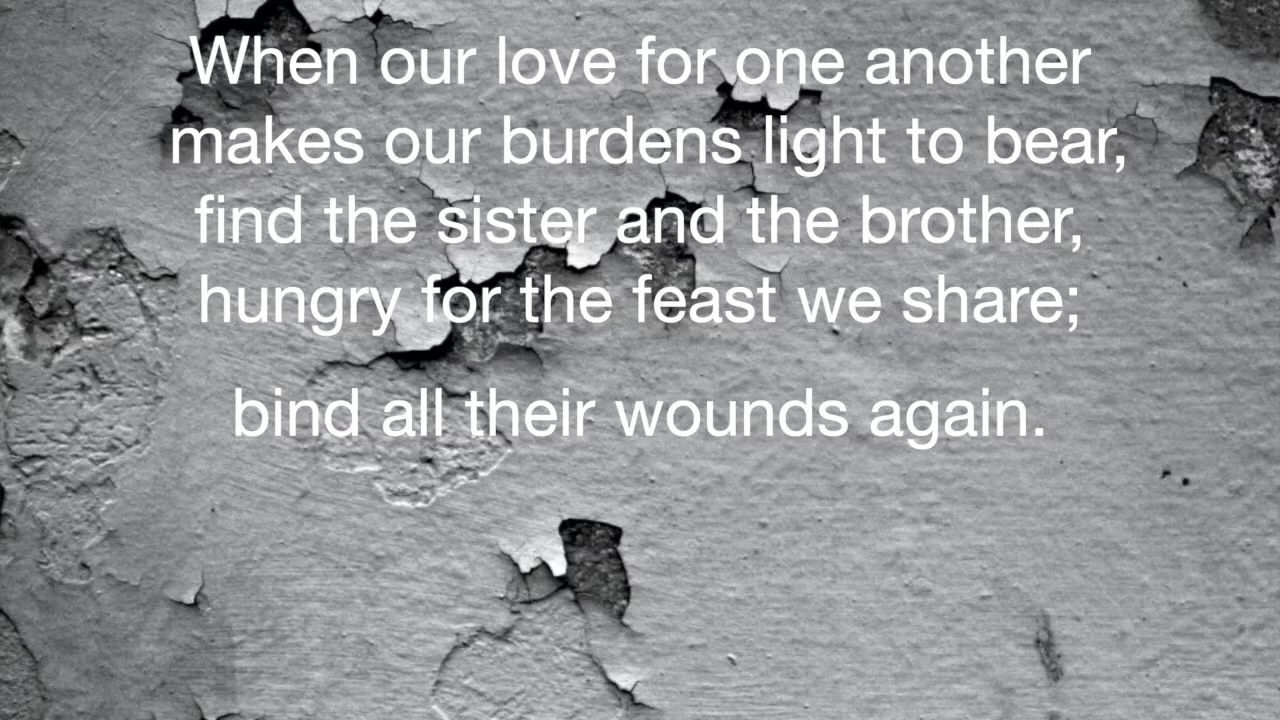 When our love for one another
makes our burdens light to bear,
find the sister and the brother,
hungry for the feast we share;
bind all their wounds again.